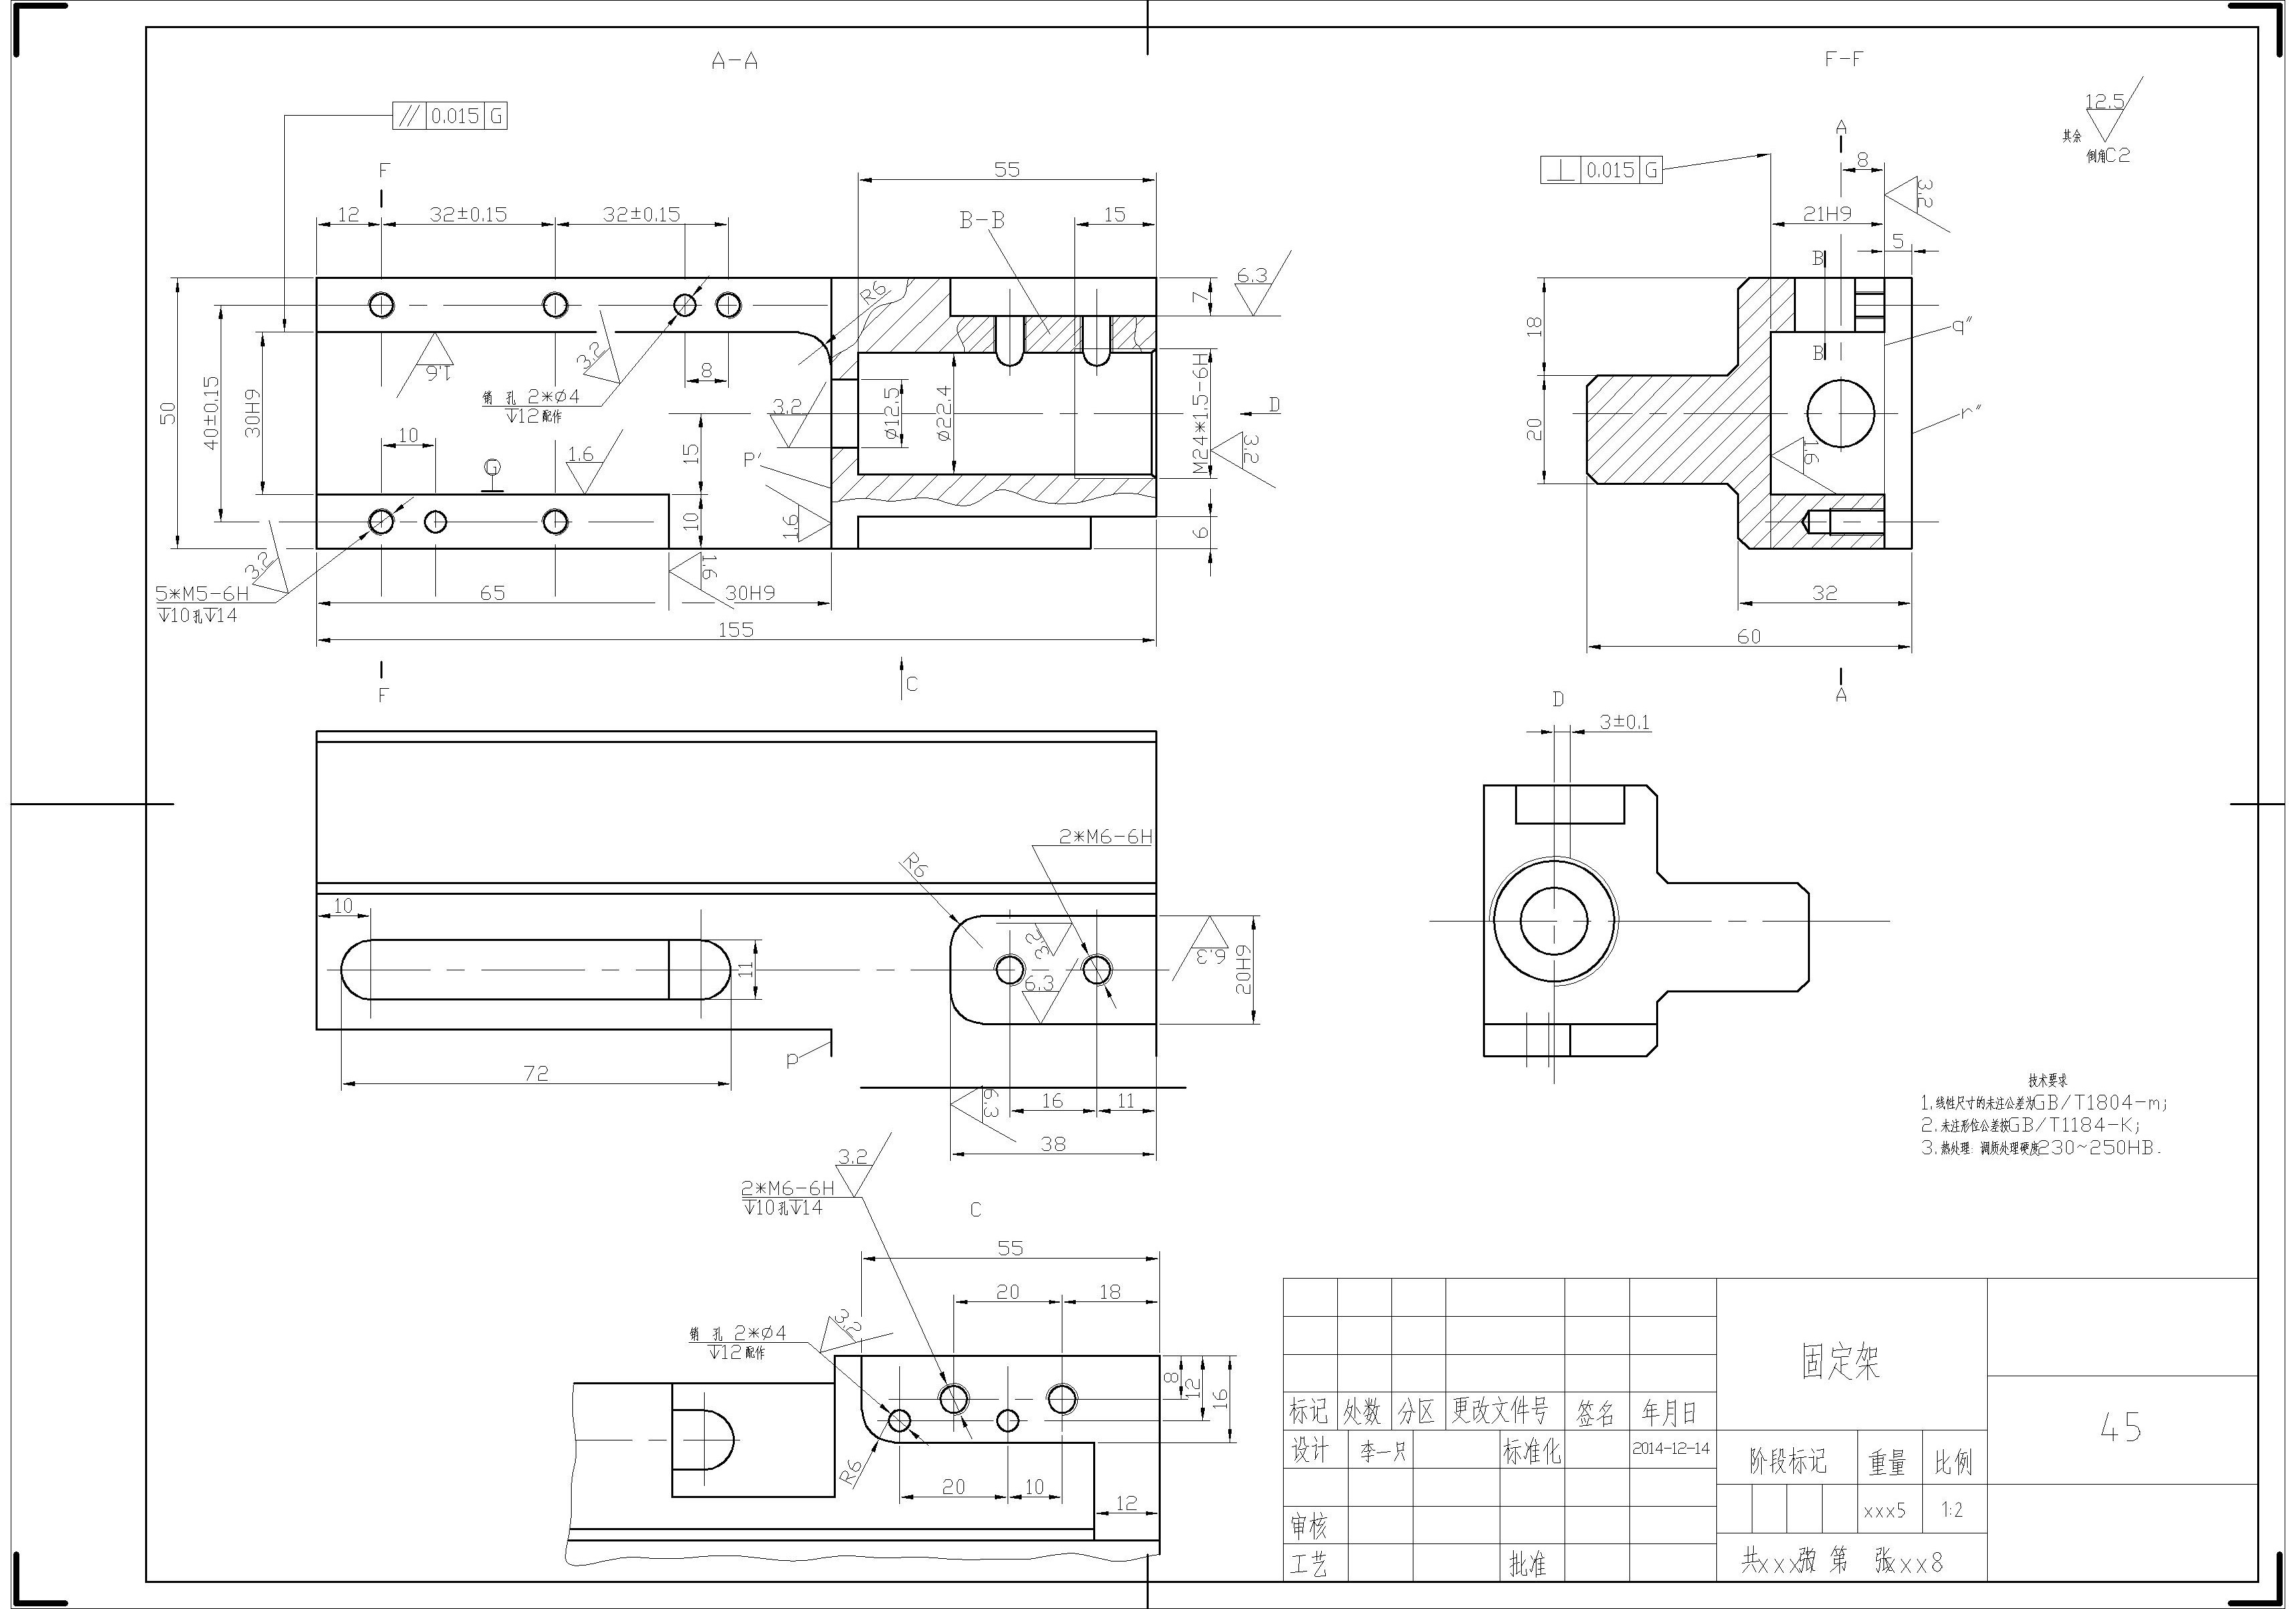 A-A
F-F
12.5
其余
倒角C2
// 0.015 G
⊥ 0.015 G
A
8
3.2
F
55
21H9
12
32±0.15
32±0.15
B-B
15
5
B
6.3
7
R6
q"
18
50
40±0.15
30H9
1.6
3.2
8
B
销 孔 2*Ø4
↧12配作
3.2
Ø12.5
Ø22.4
M24*1.5-6H
D
r"
20
10
1.6
15
P'
3.2
1.6
G
10
1.6
6
3.2
1.6
5*M5-6H
↧10孔↧14
65
30H9
32
155
60
F
C
A
D
3±0.1
2*M6-6H
R6
10
3.2
6.3
11
6.3
20H9
p
72
6.3
16
11
38
技术要求
1.线性尺寸的未注公差为GB/T1804-m;
2.未注形位公差按GB/T1184-K;
3.热处理: 调质处理硬度230~250HB.
3.2
2*M6-6H
↧10孔↧14
C
55
20
18
销 孔 2*Ø4
↧12配作
3.2
8
12
16
R6
20
10
12
固定架
标记 处数 分区 更改文件号 签名 年月日
45
设计 李一只 标准化 2014-12-14
阶段标记 重量 比例
xxx5 1:2
审核
工艺 批准
共xxx张 第 张xxx8